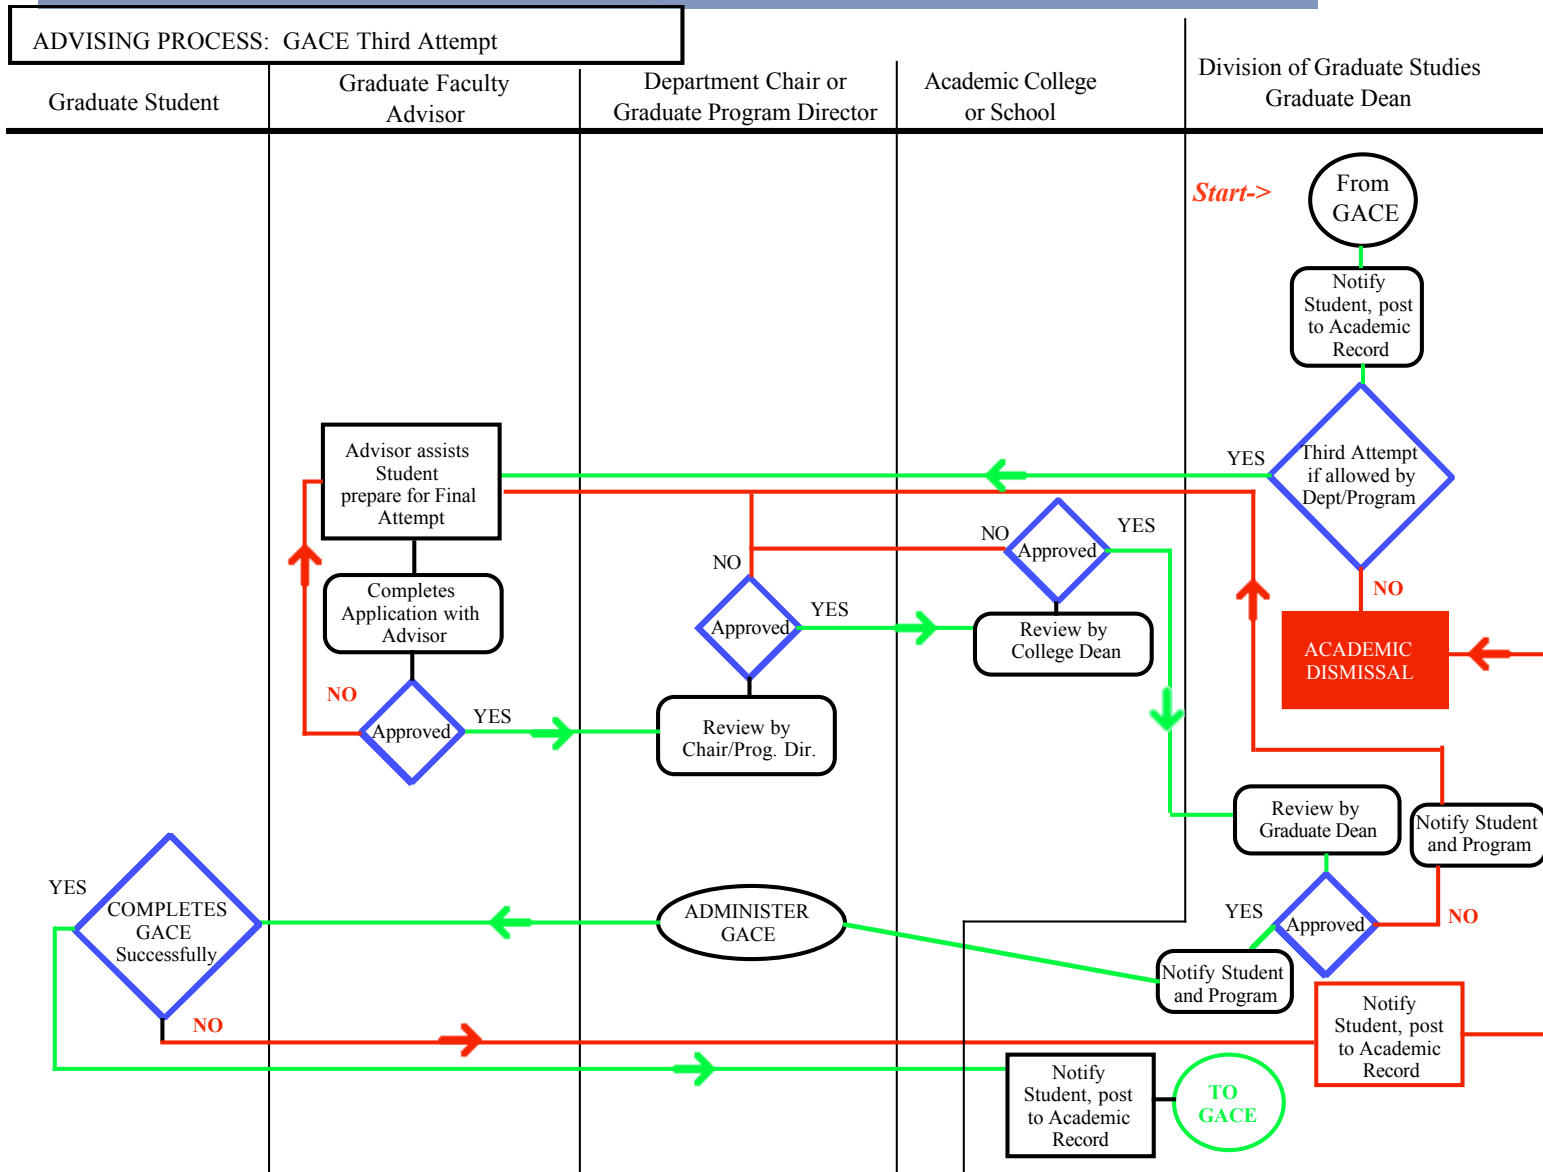 ADVISING PROCESS: GACE Third Attempt
Graduate Student
Graduate Faculty
Advisor
Department Chair or
Graduate Program Director
Academic College
or School
Division of Graduate Studies
Graduate Dean
Start->
From
GACE
Notify
Student, post
to Academic
Record
Third Attempt
if allowed by
Dept/Program
YES
NO
ACADEMIC
DISMISSAL
Advisor assists
Student
prepare for Final
Attempt
Completes
Application with
Advisor
Approved
NO
YES
Review by
Chair/Prog. Dir.
Approved
NO
YES
Review by
College Dean
Approved
NO
YES
Review by
Graduate Dean
Approved
YES
NO
Notify Student
and Program
Notify Student
and Program
ADMINISTER
GACE
COMPLETES
GACE
Successfully
YES
NO
Notify
Student, post
to Academic
Record
Notify
Student, post
to Academic
Record
TO
GACE